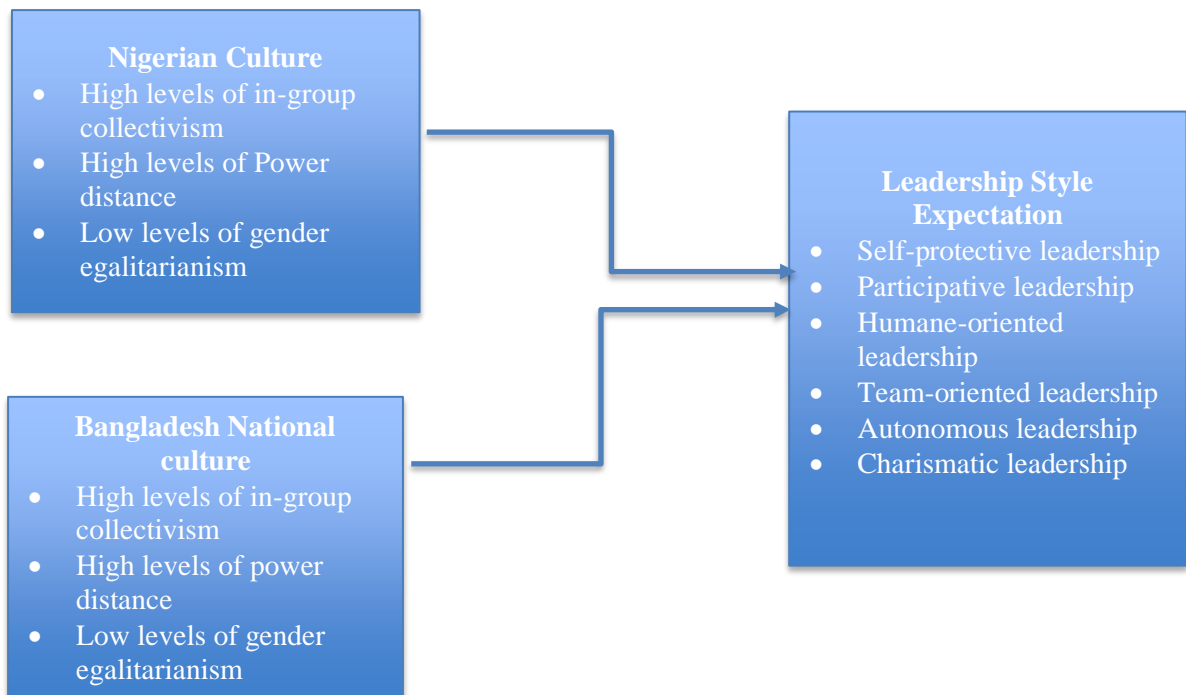 Nigerian Culture
• High levels of in-group
collectivism
• High levels of Power
distance
• Low levels of gender
egalitarianism
Bangladesh National
culture
• High levels of in-group
collectivism
• High levels of power
distance
• Low levels of gender
egalitarianism
Leadership Style
Expectation
• Self-protective leadership
• Participative leadership
• Humane-oriented
leadership
• Team-oriented leadership
• Autonomous leadership
• Charismatic leadership